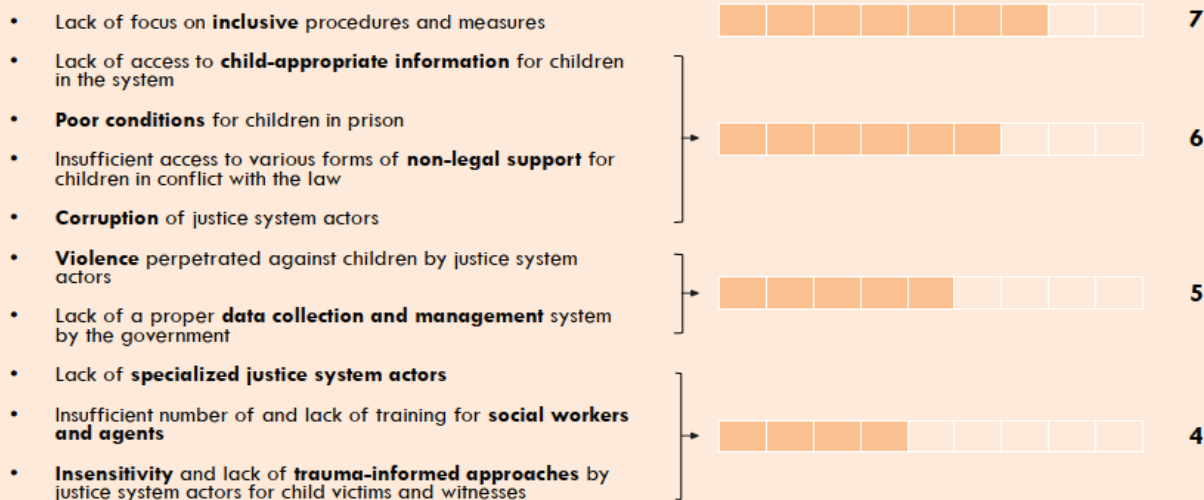 • Lack of focus on inclusive procedures and measures
7
• Lack of access to child-appropriate information for children
in the system
• Poor conditions for children in prison
6
• Insufficient access to various forms of non-legal support for
children in conflict with the law
• Corruption of justice system actors
• Violence perpetrated against children by justice system
actors
5
• Lack of a proper data collection and management system
by the government
• Lack of specialized justice system actors
• Insufficient number of and lack of training for social workers
and agents
4
• Insensitivity and lack of trauma-informed approaches by
justice system actors for child victims and witnesses